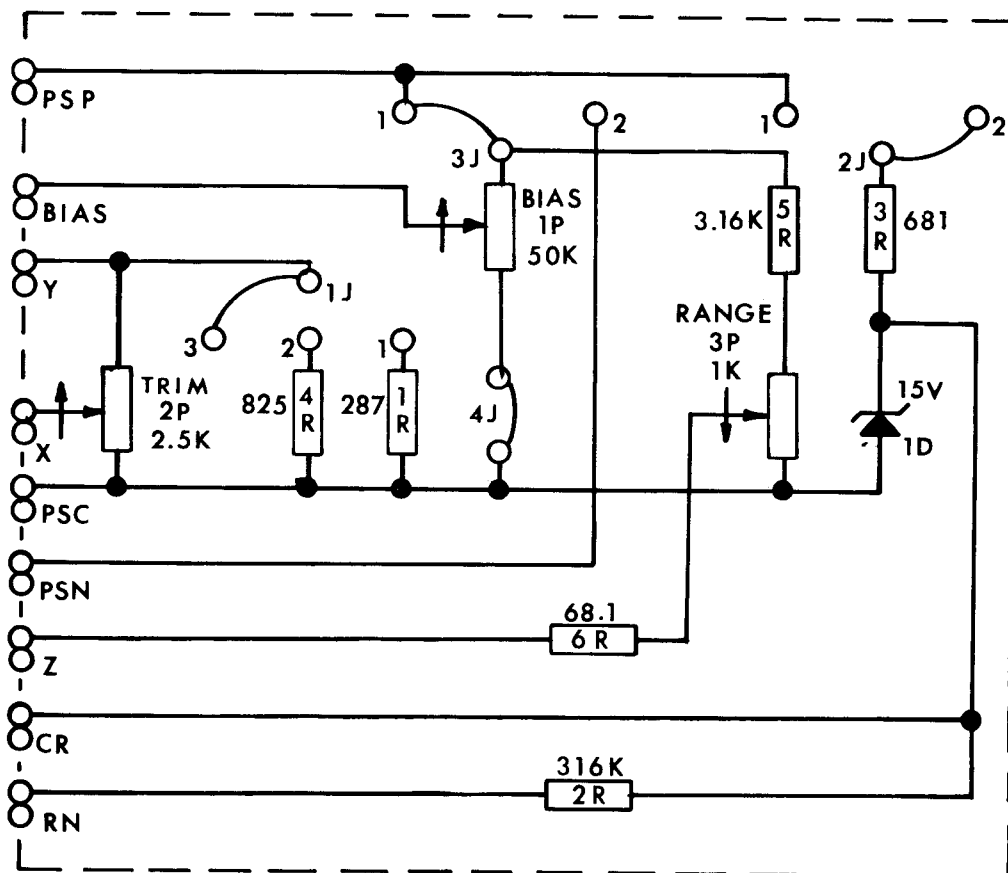 PSP
1
3J
2
1
2J
2
BIAS
BIAS
1P
50K
3.16K
5
R
3
R
681
Y
1J
3
2
1
RANGE
3P
1K
TRIM
2P
2.5K
825
4
R
287
1
R
4J
15V
1D
X
PSC
PSN
68.1
6R
Z
CR
316K
2R
RN